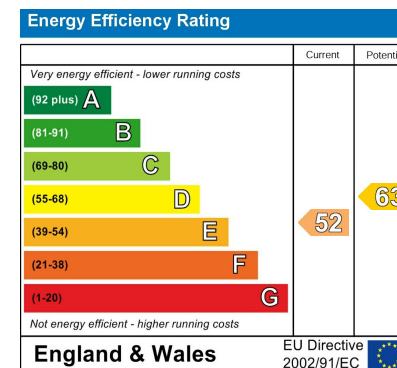 Energy Efficiency Rating
Current Potenti
Very energy efficient - lower running costs
(92 plus) A
(81-91) B
(69-80) C
(55-68) D
63
(39-54) E
52
(21-38) F
(1-20) G
Not energy efficient - higher running costs
England & Wales
EU Directive
2002/91/EC